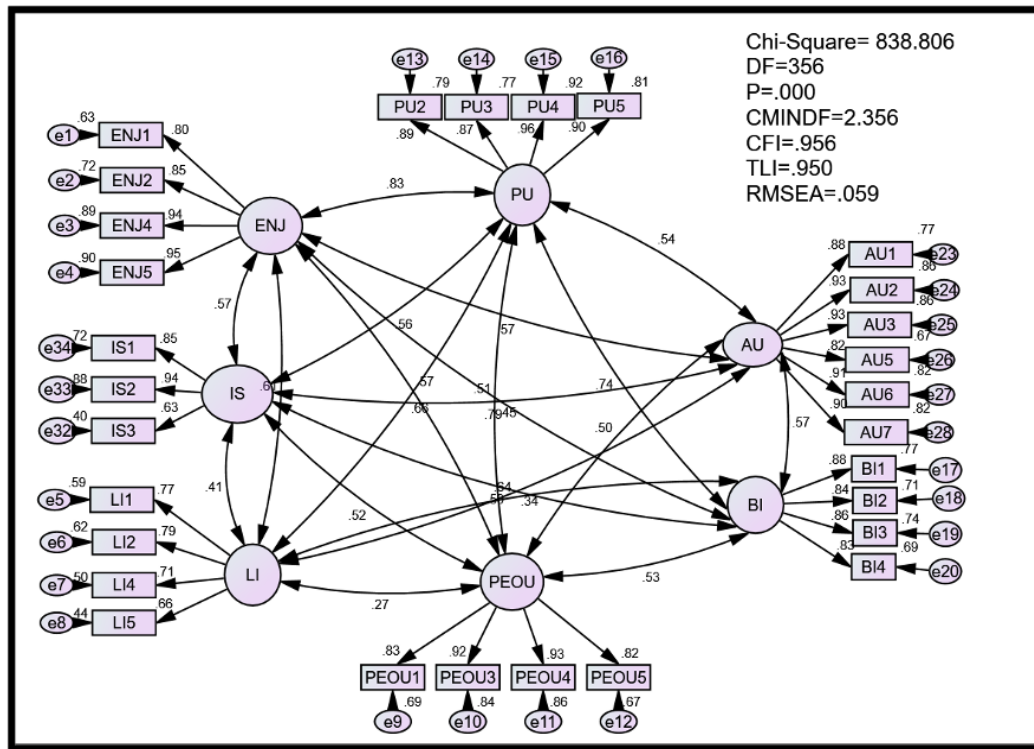 Chi-Square= 838.806
DF=356
P=.000
CMINDF=2.356
CFI=.956
TLI=.950
RMSEA=.059
e13 e14 e15 e16
.79 .77 .92 .81
PU2 PU3 PU4 PU5
.89 .87 .96 .90
PU
e1 .63 ENJ1 .80
e2 .72 ENJ2 .85
e3 .89 ENJ4 .94
e4 .90 ENJ5 .95
ENJ
.83
.54
.77
.88 AU1 e23
.86
.93 AU2 e24
.86
.93 AU3 e25
.67
.82 AU5 e26
.82
.91 AU6 e27
.82
.90 AU7 e28
AU
.57
.56
.57
e34 .72 IS1 .85
e33 .88 IS2 .94
e32 .40 IS3 .63
IS
.57
.51
.74
.66
.79
.45
.50
.57
.41
.77
.88 BI1 e17
.71
.84 BI2 e18
.74
.86 BI3 e19
.69
.83 BI4 e20
BI
e5 .59 LI1 .77
e6 .62 LI2 .79
e7 .50 LI4 .71
e8 .44 LI5 .66
LI
.34
.52
.53
.27
PEOU
.83 .92 .93 .82
PEOU1 PEOU3 PEOU4 PEOU5
.69 .84 .86 .67
e9 e10 e11 e12